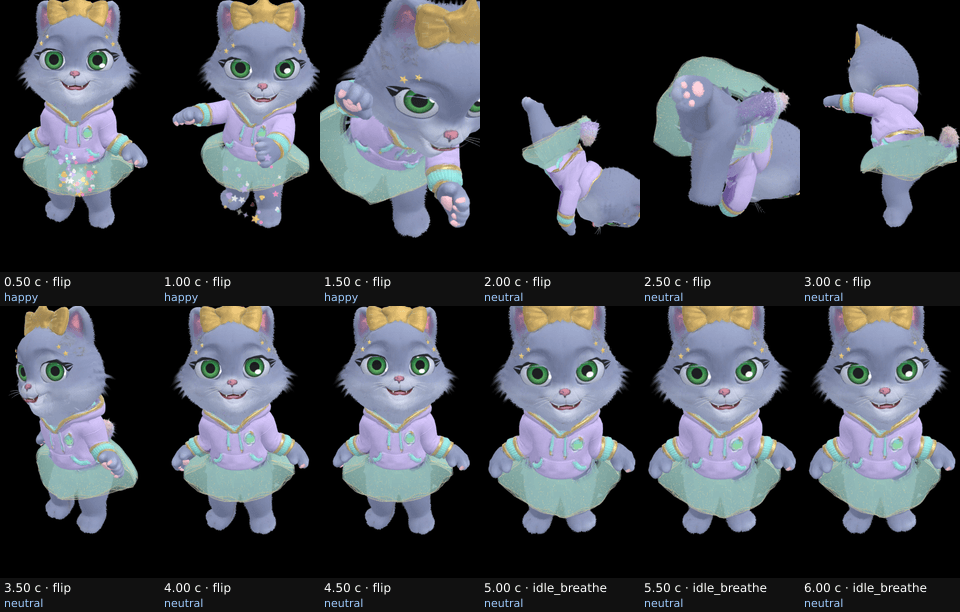 0.50 с · flip
happy
1.00 с · flip
happy
1.50 с · flip
happy
2.00 с · flip
neutral
2.50 с · flip
neutral
3.00 с · flip
neutral
3.50 с · flip
neutral
4.00 с · flip
neutral
4.50 с · flip
neutral
5.00 с · idle_breathe
neutral
5.50 с · idle_breathe
neutral
6.00 с · idle_breathe
neutral